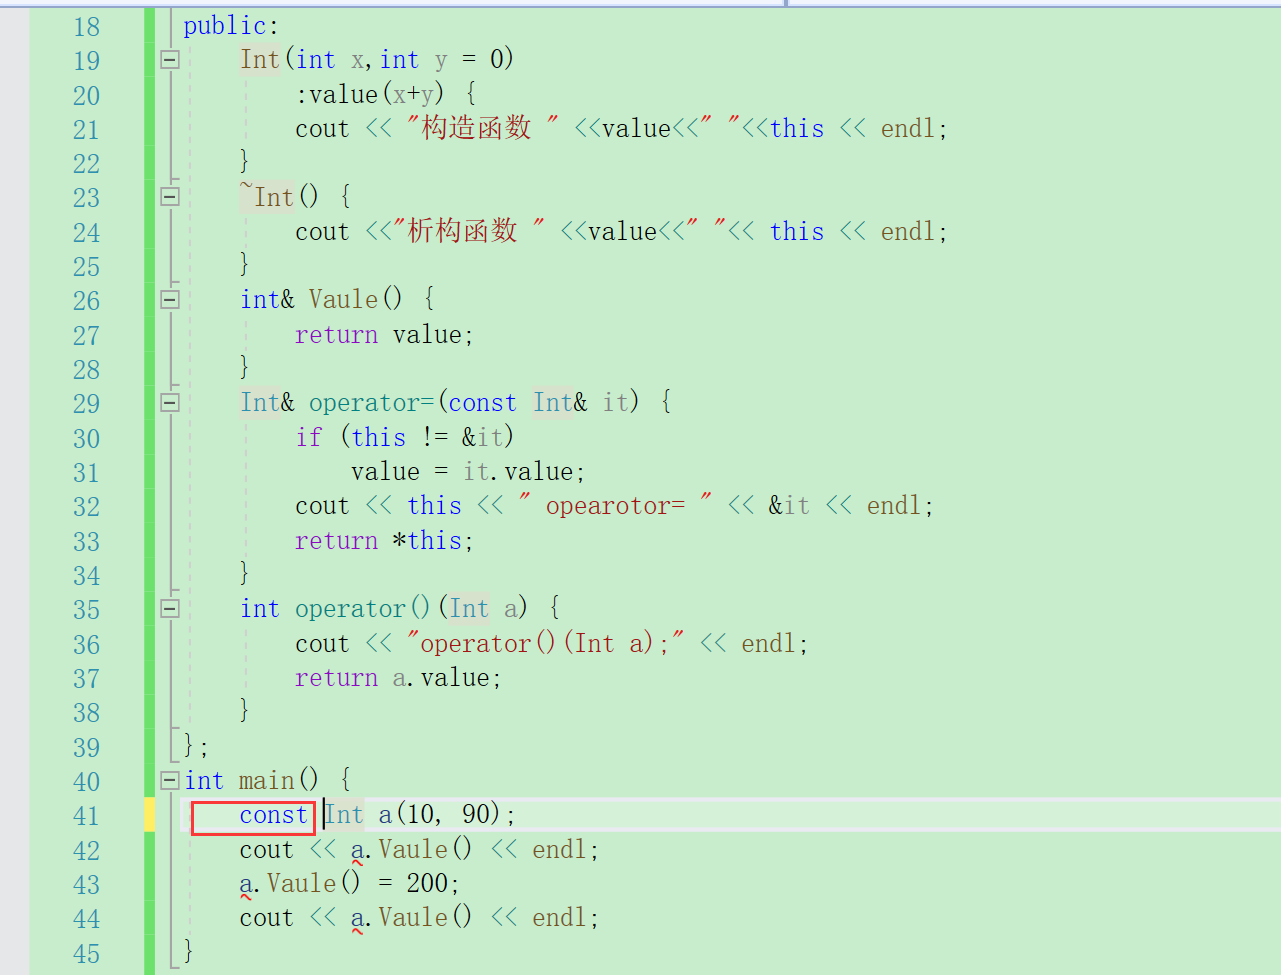 18 public:
19 Int(int x,int y = 0)
20 :value(x+y) {
21 cout << "构造函数 " <<value<<" "<<this << endl;
22 }
23 ~Int() {
24 cout <<"析构函数 " <<value<<" "<< this << endl;
25 }
26 int& Vaule() {
27 return value;
28 }
29 Int& operator=(const Int& it) {
30 if (this != &it)
31 value = it.value;
32 cout << this << " opearotor= " << &it << endl;
33 return *this;
34 }
35 int operator()(Int a) {
36 cout << "operator()(Int a);" << endl;
37 return a.value;
38 }
39 };
40 int main() {
41 const Int a(10, 90);
42 cout << a.Vaule() << endl;
43 a.Vaule() = 200;
44 cout << a.Vaule() << endl;
45 }